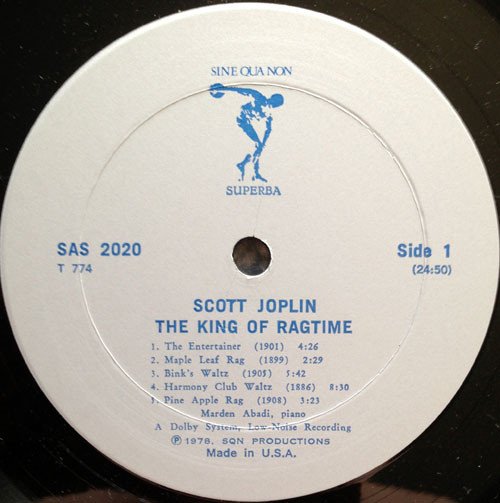 SINE QUA NON
SUPERBA
SAS 2020
T 774
Side 1
(24:50)
SCOTT JOPLIN
THE KING OF RAGTIME
1. The Entertainer (1901) 4:26
2. Maple Leaf Rag (1899) 2:29
3. Bink's Waltz (1905) 5:42
4. Harmony Club Waltz (1886) 8:30
5. Pine Apple Rag (1908) 3:23
Marden Abadi, piano
A Dolby System, Low-Noise Recording
℗ 1978. SQN PRODUCTIONS
Made in U.S.A.